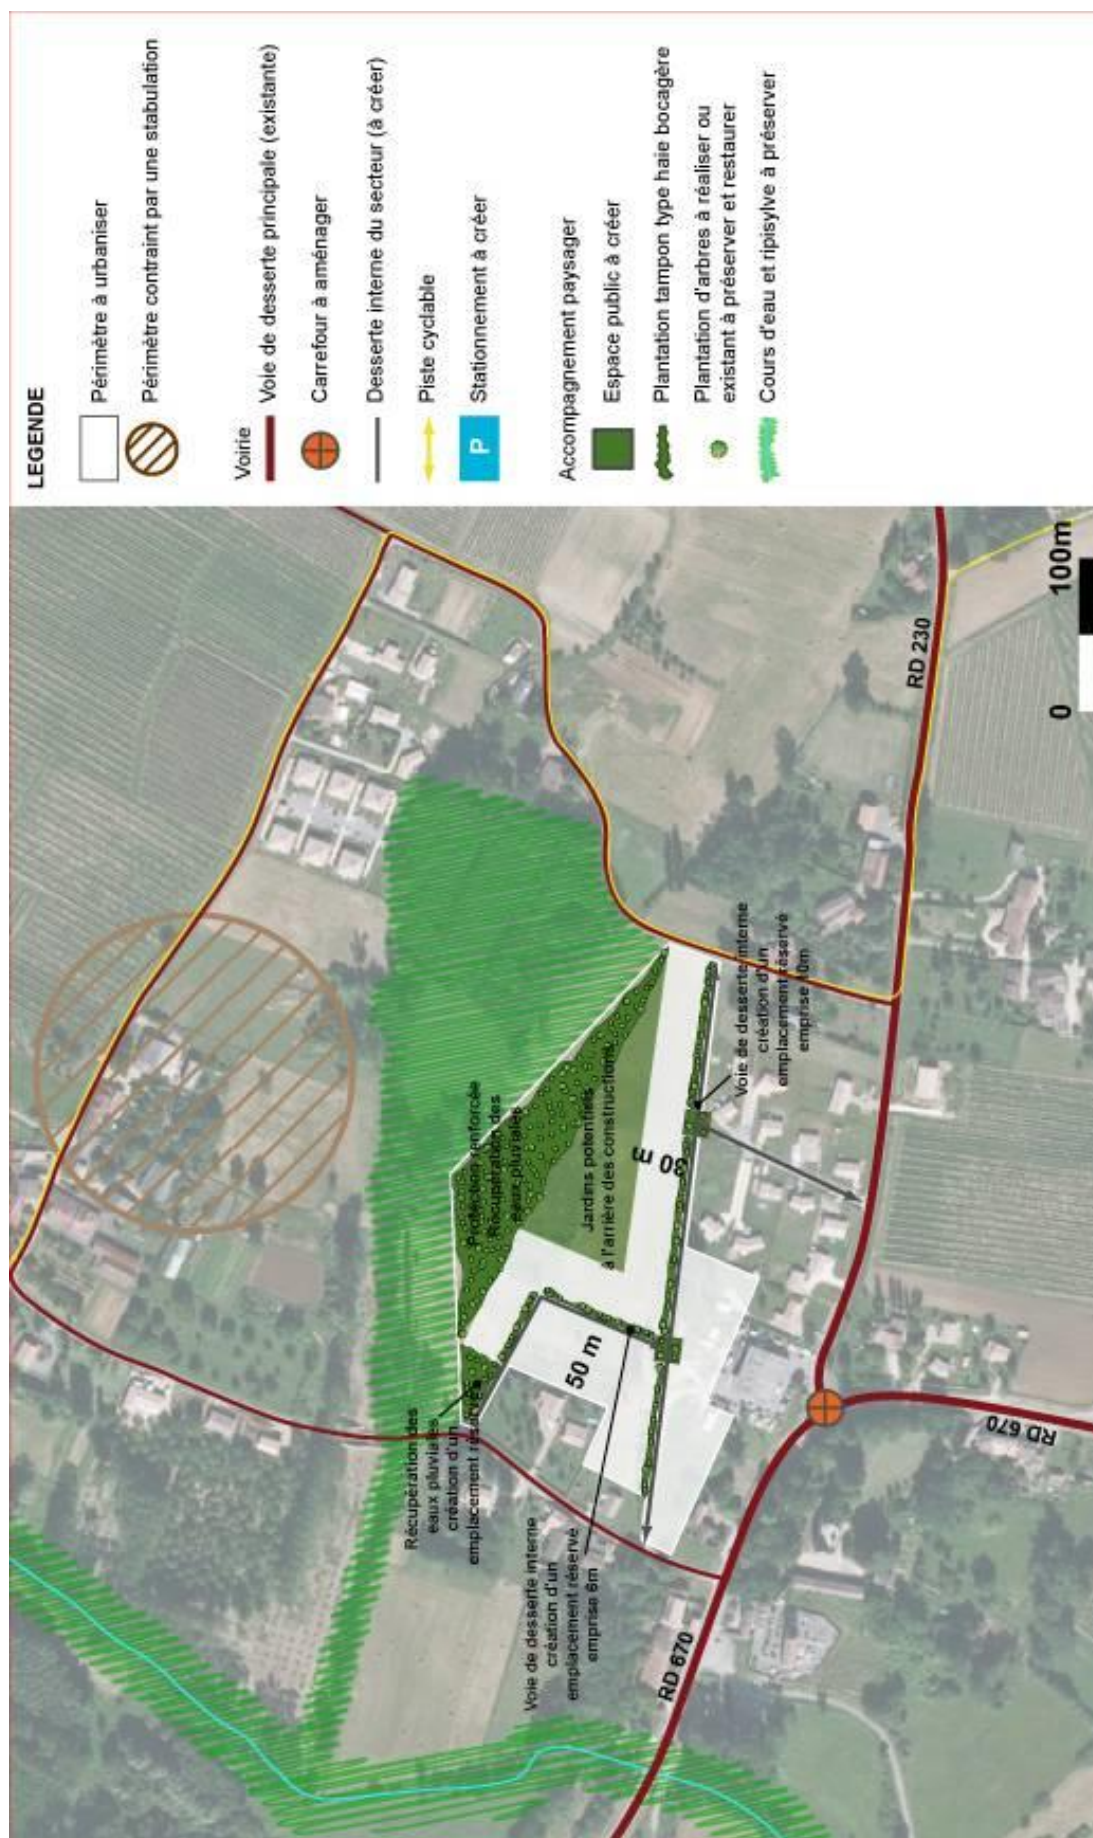 LEGENDE
Périmètre à urbaniser
Périmètre contraint par une stabulation
Voirie
Voie de desserte principale (existante)
Carrefour à aménager
Desserte interne du secteur (à créer)
Piste cyclable
P
Stationnement à créer
Accompagnement paysager
Espace public à créer
Plantation tampon type haie bocagère
Plantation d'arbres à réaliser ou
existant à préserver et restaurer
Cours d'eau et ripisylve à préserver
Récupération des
eaux pluviales
création d'un
emplacement réservé
Protection renforcée
Récupération des
eaux pluviales
Jardins potentiels
à l'arrière des constructions
30 m
50 m
Voie de desserte interne
création d'un
emplacement réservé
emprise 6m
Voie de desserte interne
création d'un
emplacement réservé
emprise 10m
RD 670
RD 670
RD 230
0
100m